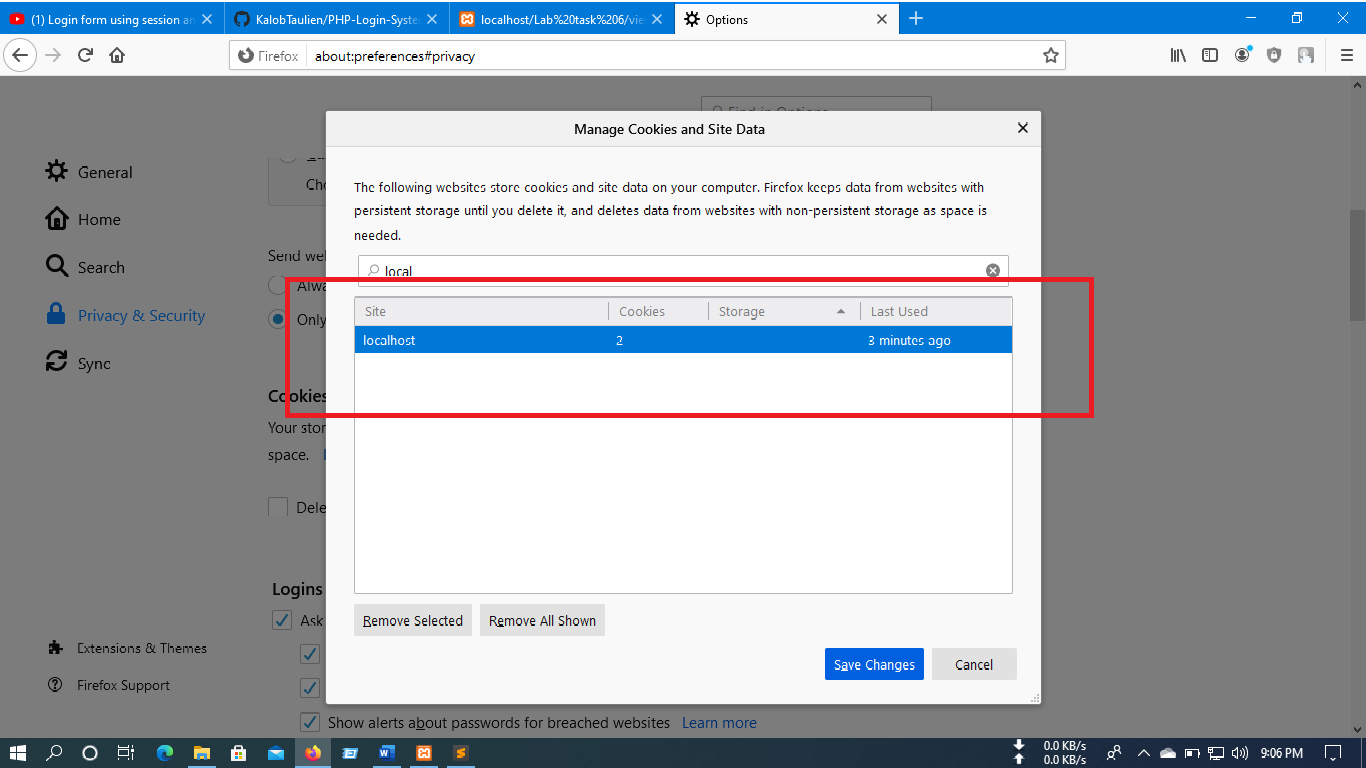 (1) Login form using session an
KalobTaulien/PHP-Login-Syste
localhost/Lab%20task%206/vie
Options
Firefox
about:preferences#privacy
Find in Options
Manage Cookies and Site Data
The following websites store cookies and site data on your computer. Firefox keeps data from websites with
persistent storage until you delete it, and deletes data from websites with non-persistent storage as space is
needed.
local
Site
Cookies
Storage
Last Used
localhost
2
3 minutes ago
Remove Selected
Remove All Shown
Save Changes
Cancel
General
Home
Search
Privacy & Security
Sync
Extensions & Themes
Firefox Support
Cho
Send wel
Alwa
Only
Cookies
Your stor
space.
Dele
Logins
Ask
Show alerts about passwords for breached websites
Learn more
0.0 KB/s
0.0 KB/s
9:06 PM